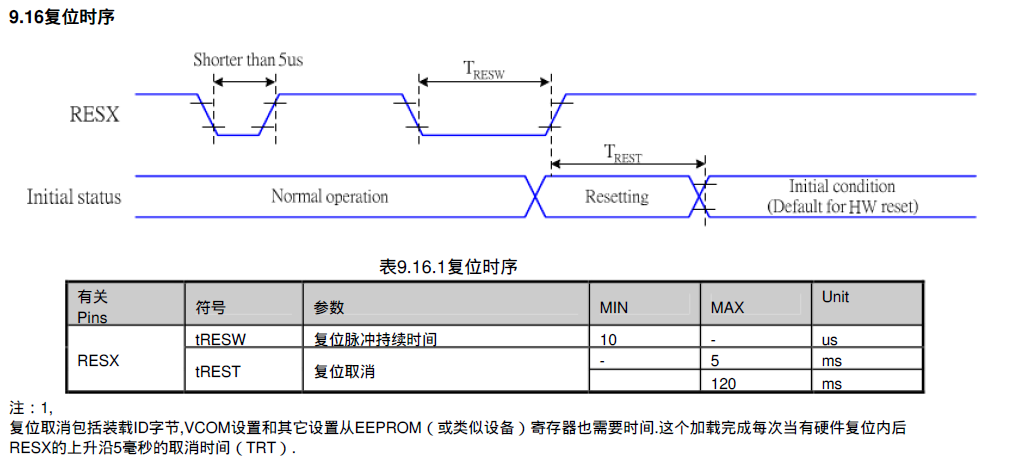 9.16复位时序
Shorter than 5us
TRESW
RESX
TREST
Initial status
Normal operation
Resetting
Initial condition
(Default for HW reset)
表9.16.1复位时序
有关
Pins
符号
参数
MIN
MAX
Unit
RESX
tRESW
复位脉冲持续时间
10
-
us
tREST
复位取消
-
5
ms
120
ms
注：1,
复位取消包括装载ID字节,VCOM设置和其它设置从EEPROM（或类似设备）寄存器也需要时间.这个加载完成每次当有硬件复位内后
RESX的上升沿5毫秒的取消时间（TRT）.